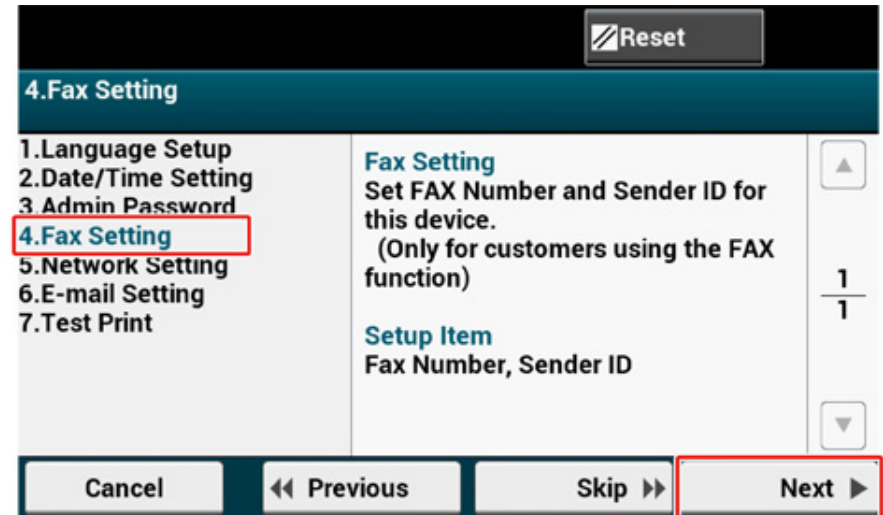 Reset
4.Fax Setting
1.Language Setup
2.Date/Time Setting
3.Admin Password
4.Fax Setting
5.Network Setting
6.E-mail Setting
7.Test Print
Fax Setting
Set FAX Number and Sender ID for
this device.
(Only for customers using the FAX
function)
Setup Item
Fax Number, Sender ID
1
1
Cancel
Previous
Skip
Next